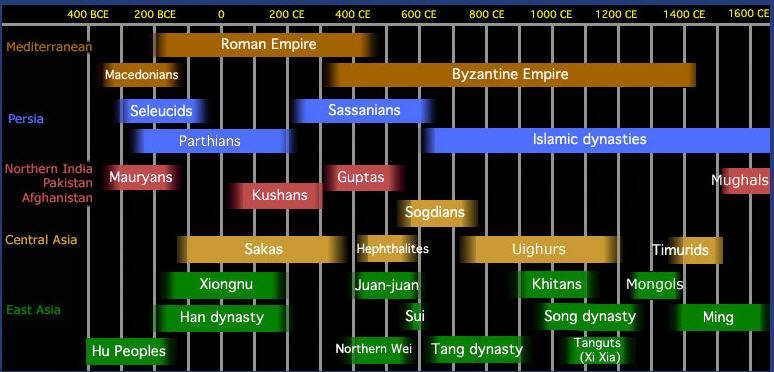 400 BCE 200 BCE 0 200 CE 400 CE 600 CE 800 CE 1000 CE 1200 CE 1400 CE 1600 CE
Mediterranean
Roman Empire
Macedonians
Byzantine Empire
Persia
Seleucids
Sassanians
Parthians
Islamic dynasties
Northern India
Pakistan
Afghanistan
Mauryans
Guptas
Mughals
Kushans
Sogdians
Central Asia
Sakas
Hephthalites
Uighurs
Timurids
East Asia
Xiongnu
Juan-juan
Khitans
Mongols
Han dynasty
Sui
Song dynasty
Ming
Hu Peoples
Northern Wei
Tang dynasty
Tanguts
(Xi Xia)